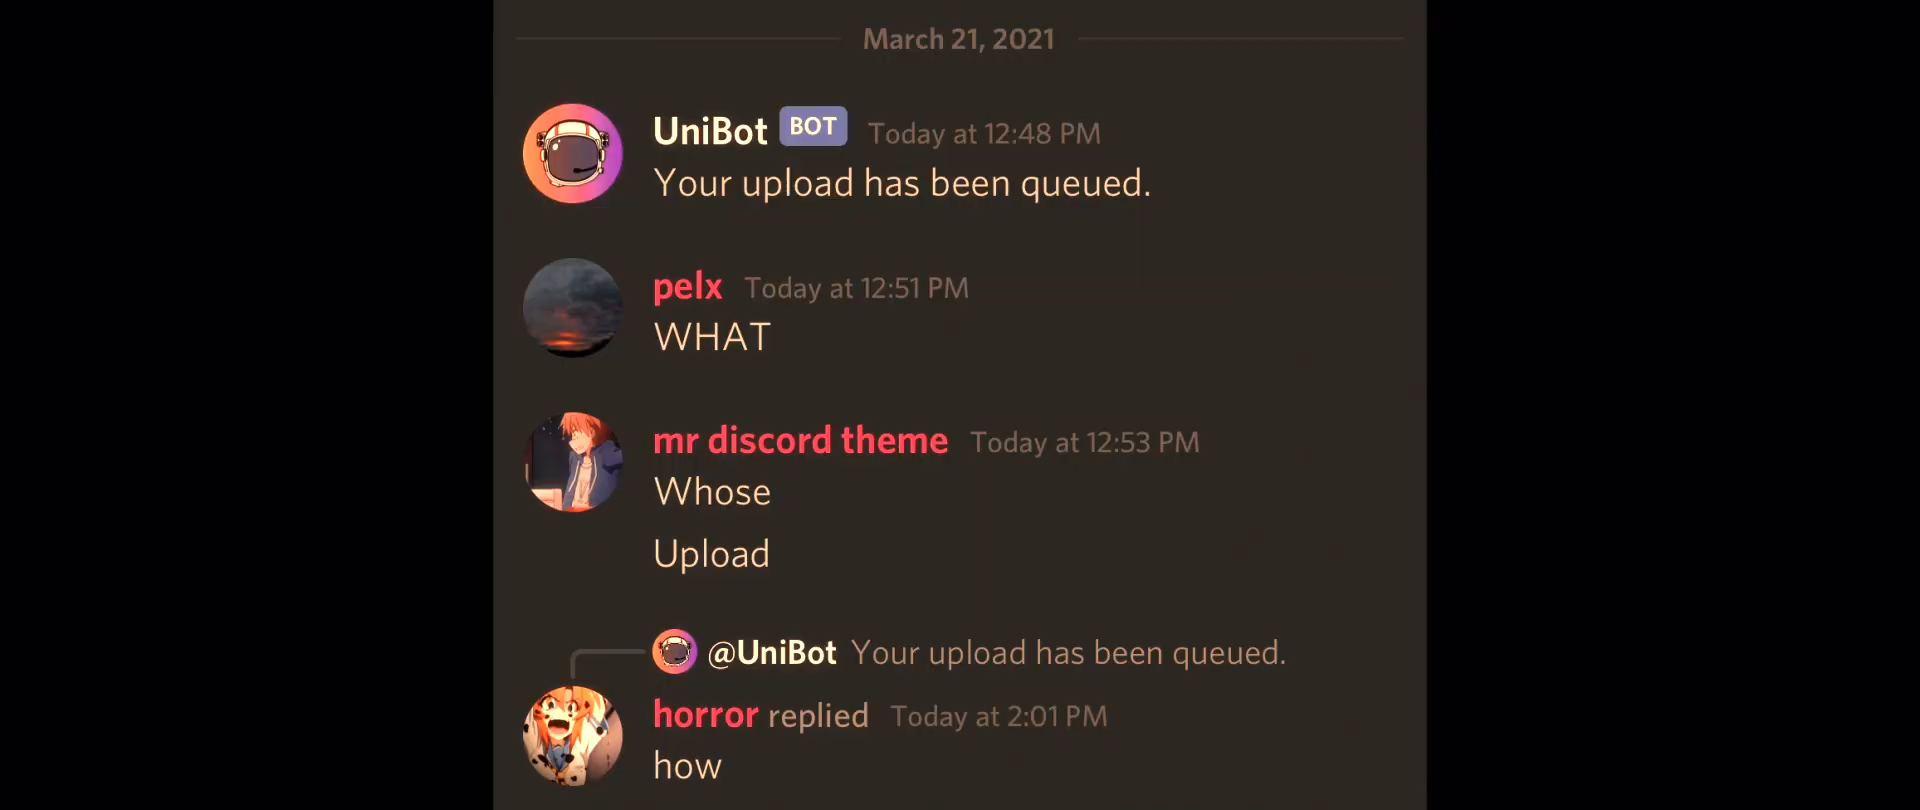 March 21, 2021
UniBot BOT Today at 12:48 PM
Your upload has been queued.
pelx Today at 12:51 PM
WHAT
mr discord theme Today at 12:53 PM
Whose
Upload
@UniBot Your upload has been queued.
horror replied Today at 2:01 PM
how